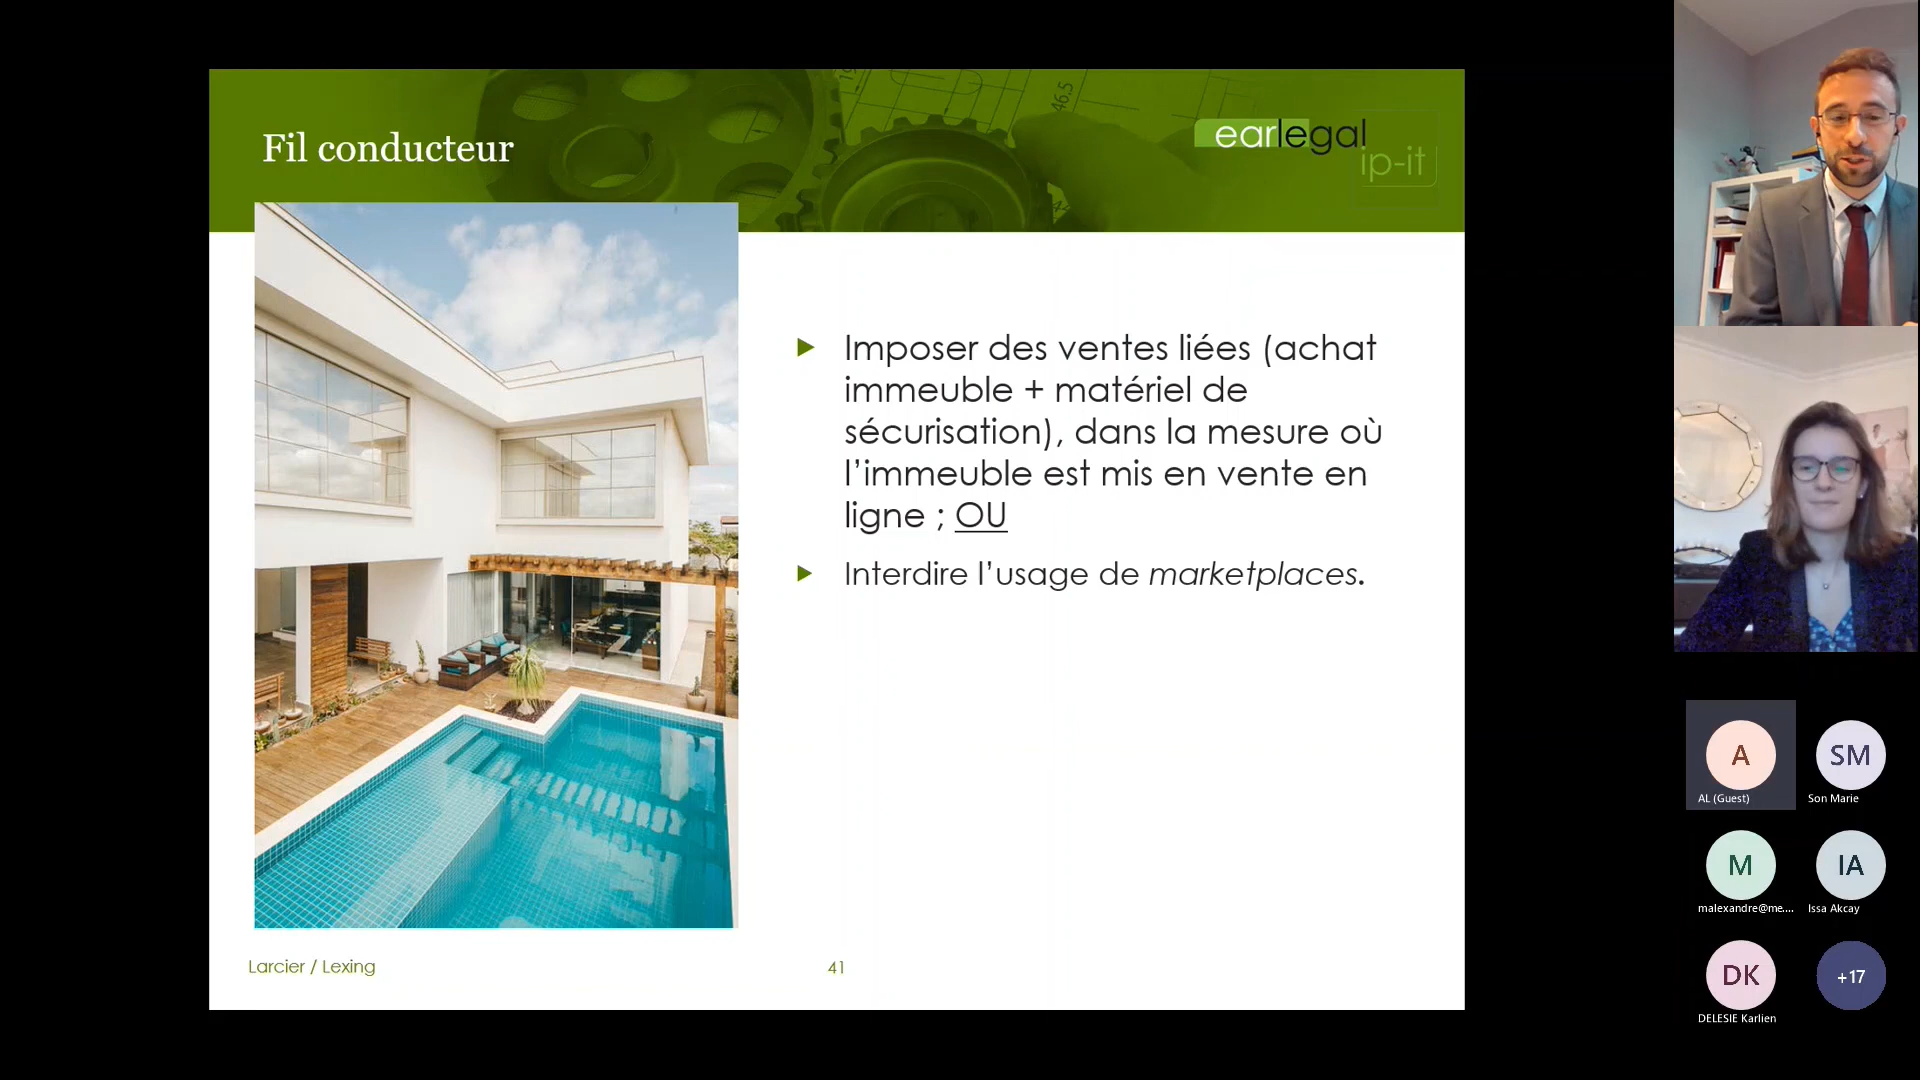 Fil conducteur
earlegal
ip-it
46.5
Imposer des ventes liées (achat
immeuble + matériel de
sécurisation), dans la mesure où
l’immeuble est mis en vente en
ligne ; OU
Interdire l’usage de marketplaces.
Larcier / Lexing
41
A
AL (Guest)
SM
Son Marie
M
malexandre@me....
IA
Issa Akcay
DK
DELESIE Karlien
+17